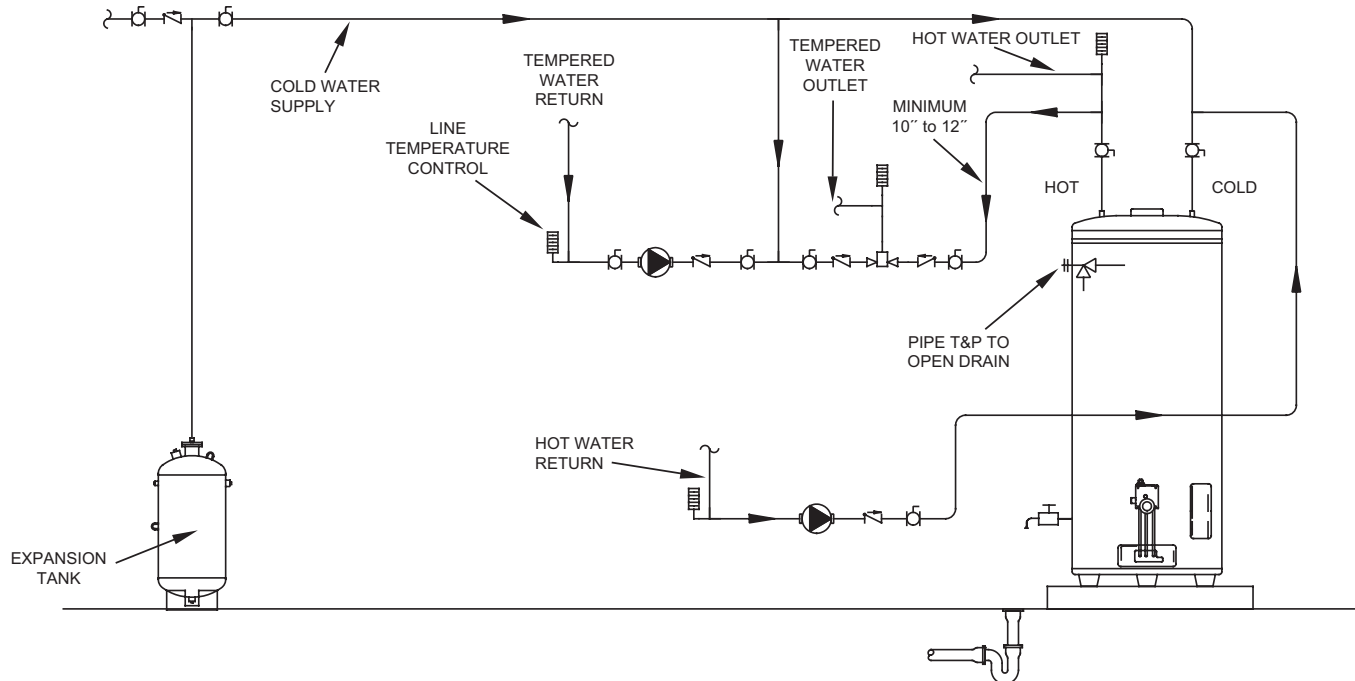 HOT WATER OUTLET
TEMPERED
WATER
OUTLET
TEMPERED
WATER
RETURN
COLD WATER
SUPPLY
MINIMUM
10˝ to 12˝
LINE
TEMPERATURE
CONTROL
HOT
COLD
PIPE T&P TO
OPEN DRAIN
HOT WATER
RETURN
EXPANSION
TANK